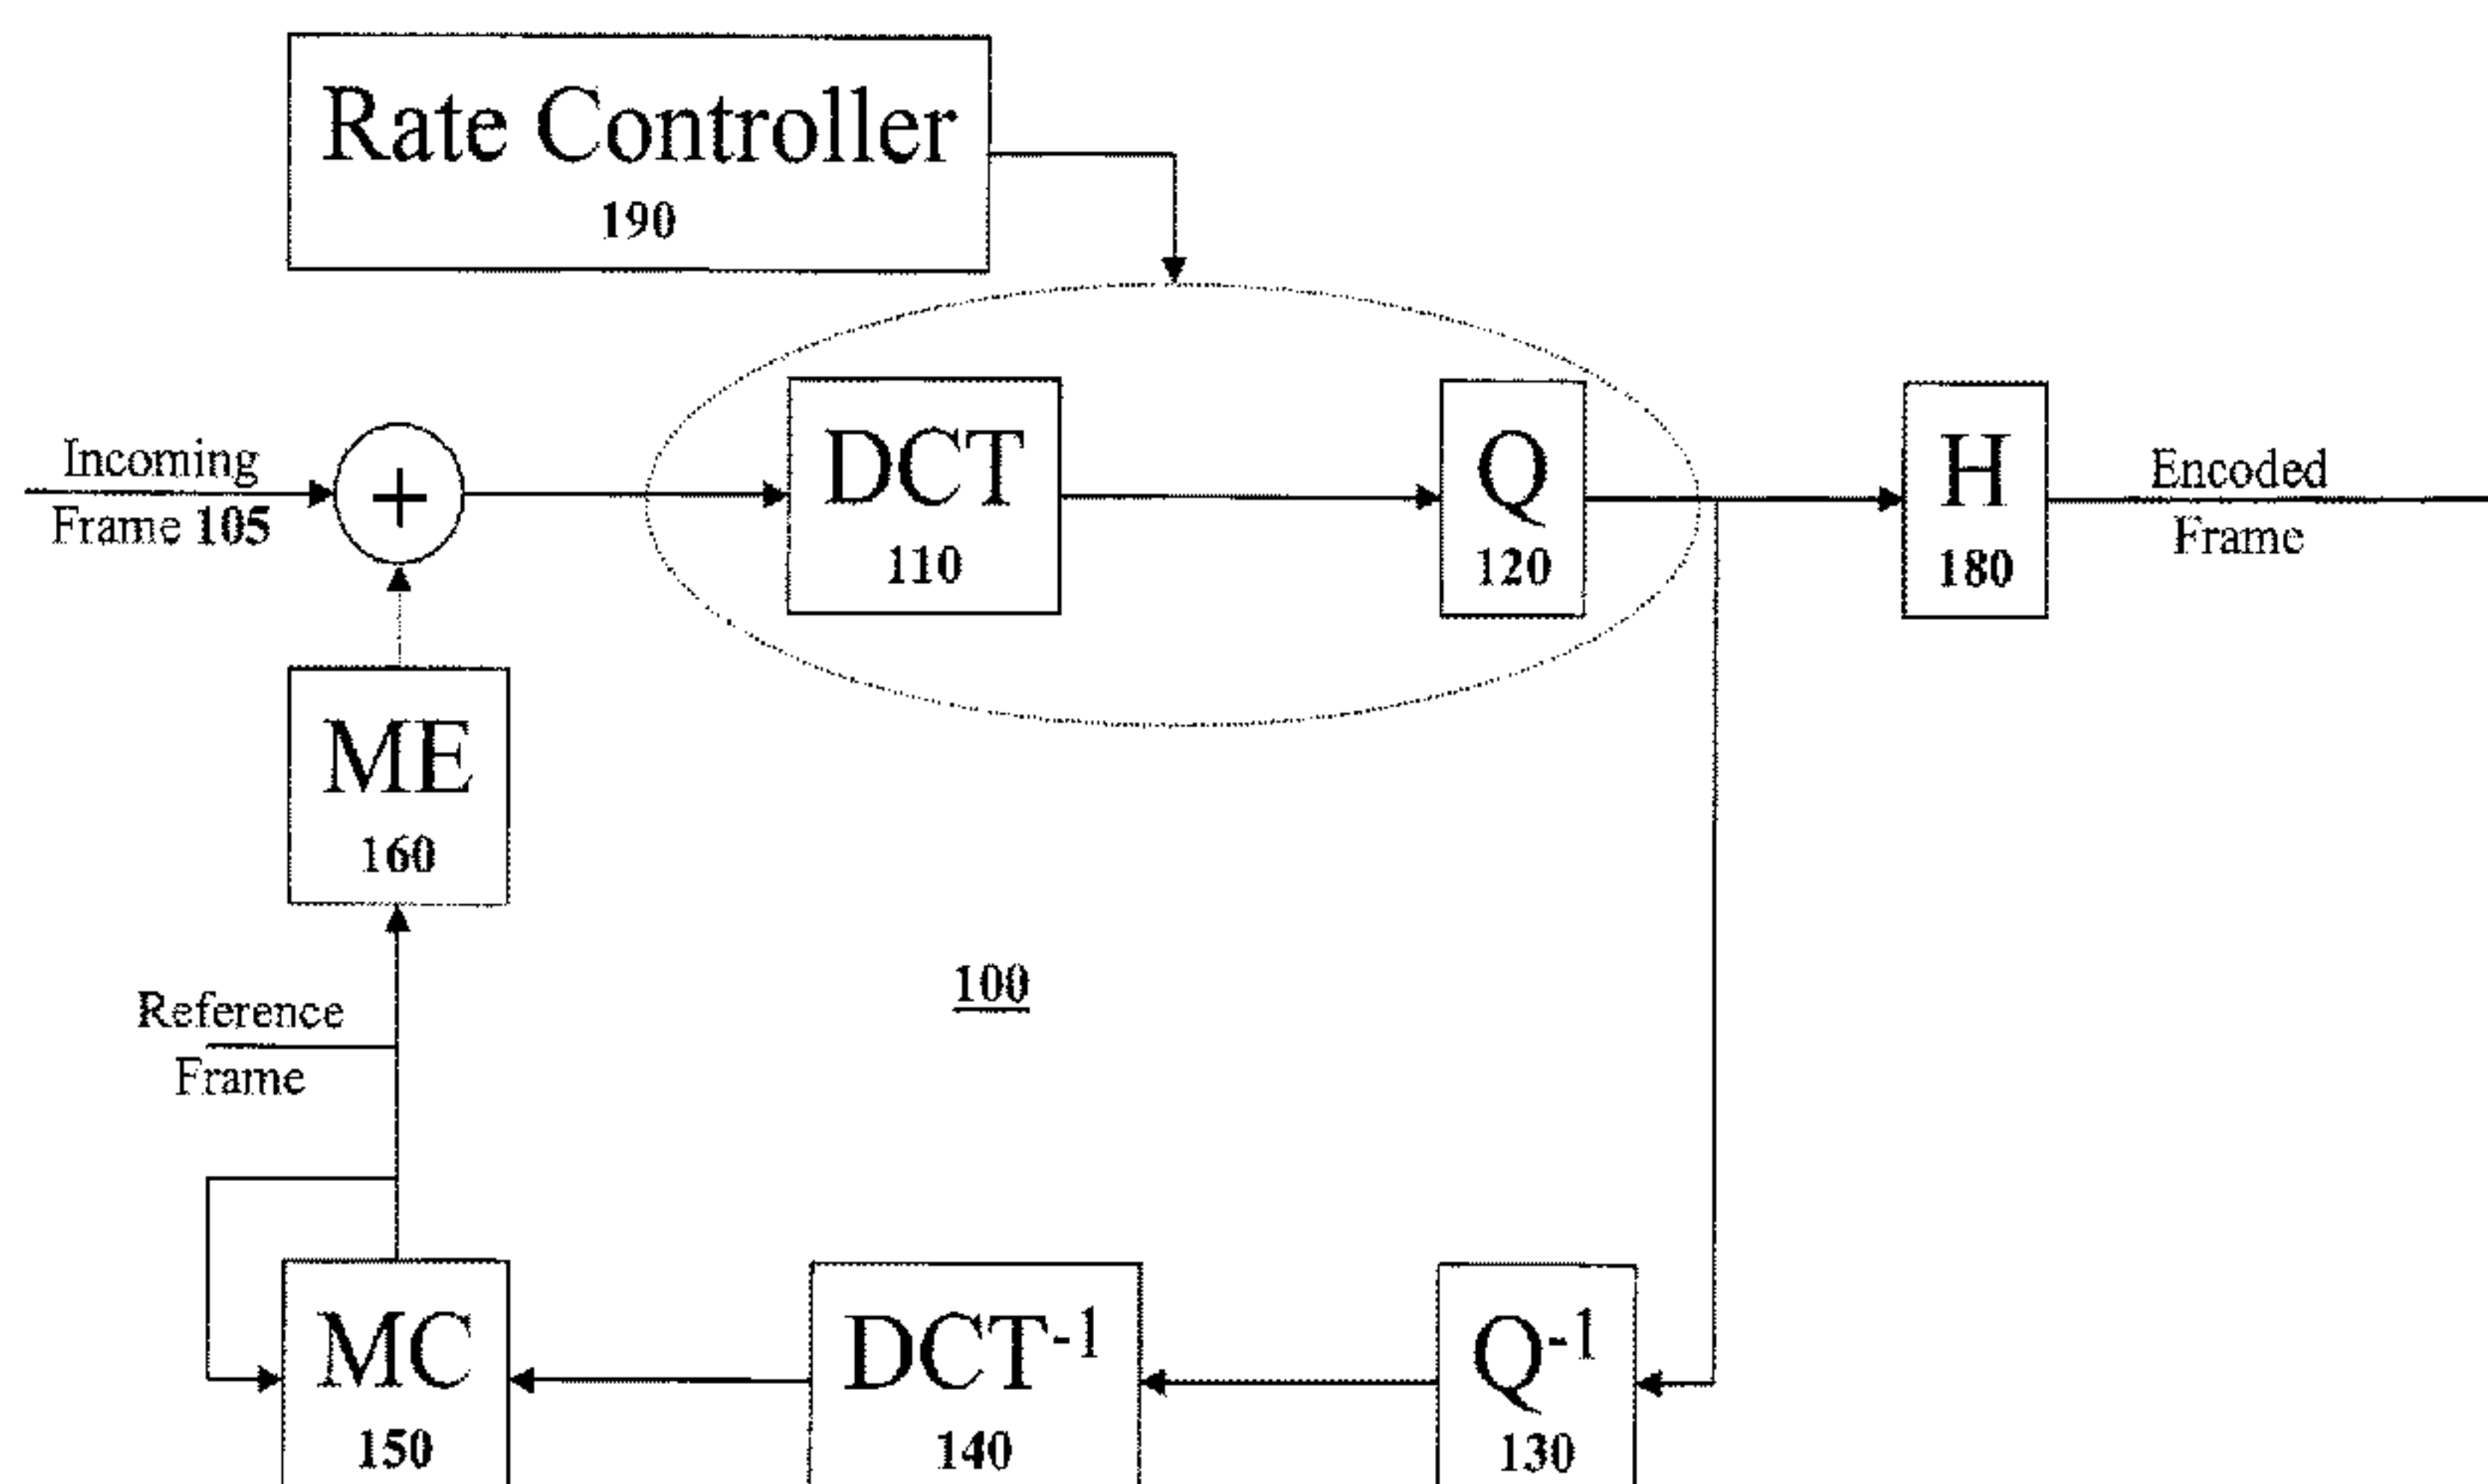 Rate Controller
190
Incoming
Frame 105
+
DCT
110
Q
120
H
180
Encoded
Frame
ME
160
100
Reference
Frame
MC
150
DCT-1
140
Q-1
130